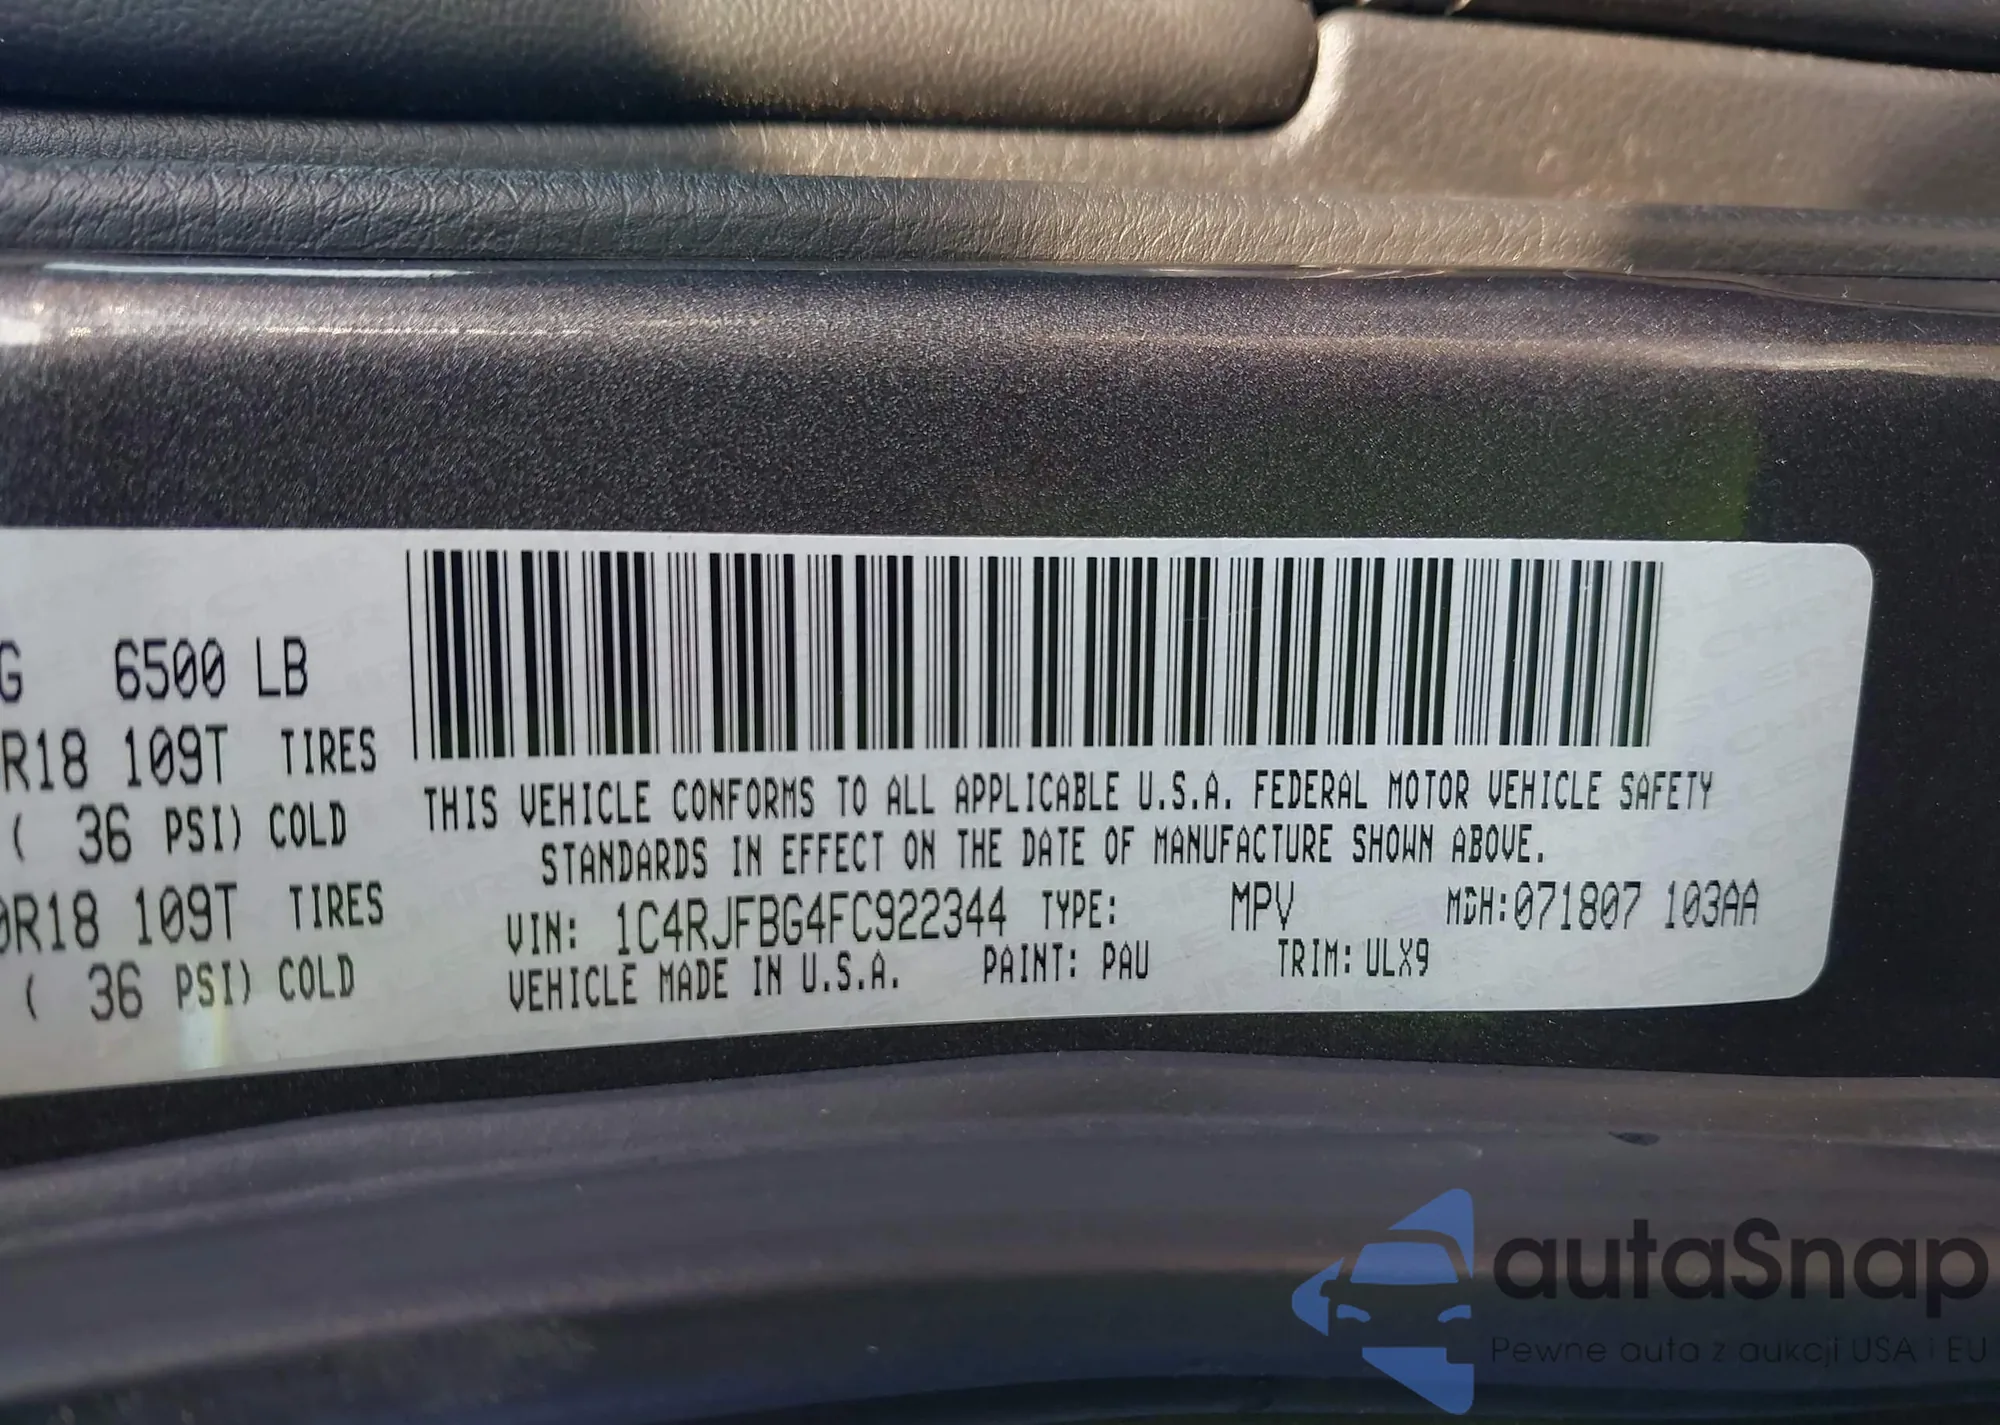 G 6500 LB
R18 109T TIRES
( 36 PSI) COLD
0R18 109T TIRES
( 36 PSI) COLD
THIS VEHICLE CONFORMS TO ALL APPLICABLE U.S.A. FEDERAL MOTOR VEHICLE SAFETY
STANDARDS IN EFFECT ON THE DATE OF MANUFACTURE SHOWN ABOVE.
VIN: 1C4RJFBG4FC922344 TYPE: MPV MDH:071807 103AA
VEHICLE MADE IN U.S.A. PAINT: PAU TRIM: ULX9
autaSnap
Pewne auta z aukcji USA i EU